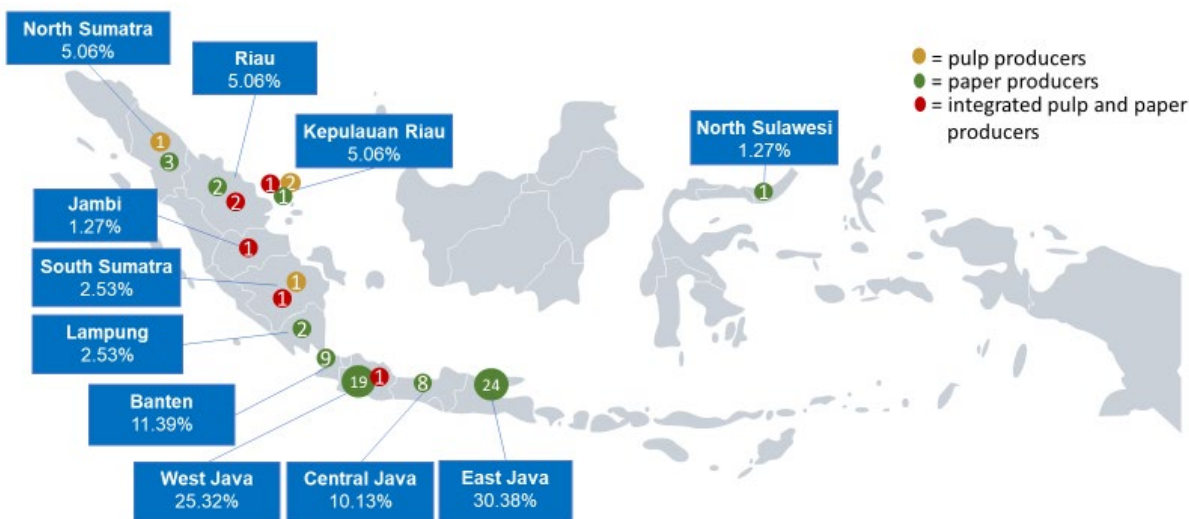 North Sumatra
5.06%
Riau
5.06%
= pulp producers
= paper producers
= integrated pulp and paper
producers
Kepulauan Riau
5.06%
North Sulawesi
1.27%
1
3
2
2
1
2
1
1
Jambi
1.27%
1
South Sumatra
2.53%
1
1
Lampung
2.53%
2
9
19
1
8
24
Banten
11.39%
West Java
25.32%
Central Java
10.13%
East Java
30.38%